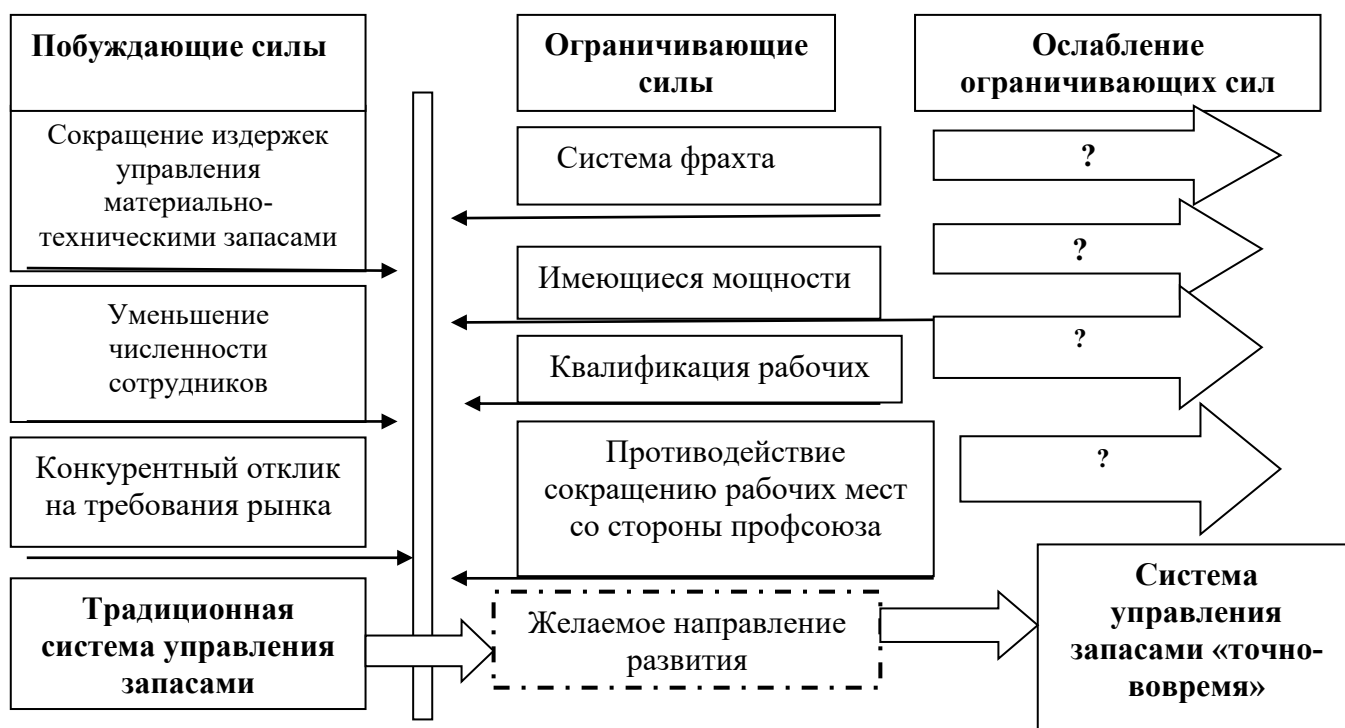 Побуждающие силы
Ограничивающие
силы
Ослабление
ограничивающих сил
Сокращение издержек
управления
материально-
техническими запасами
Система фрахта
?
Имеющиеся мощности
?
Уменьшение
численности
сотрудников
Квалификация рабочих
?
Конкурентный отклик
на требования рынка
Противодействие
сокращению рабочих мест
со стороны профсоюза
?
Традиционная
система управления
запасами
Желаемое направление
развития
Система
управления
запасами «точно-
вовремя»